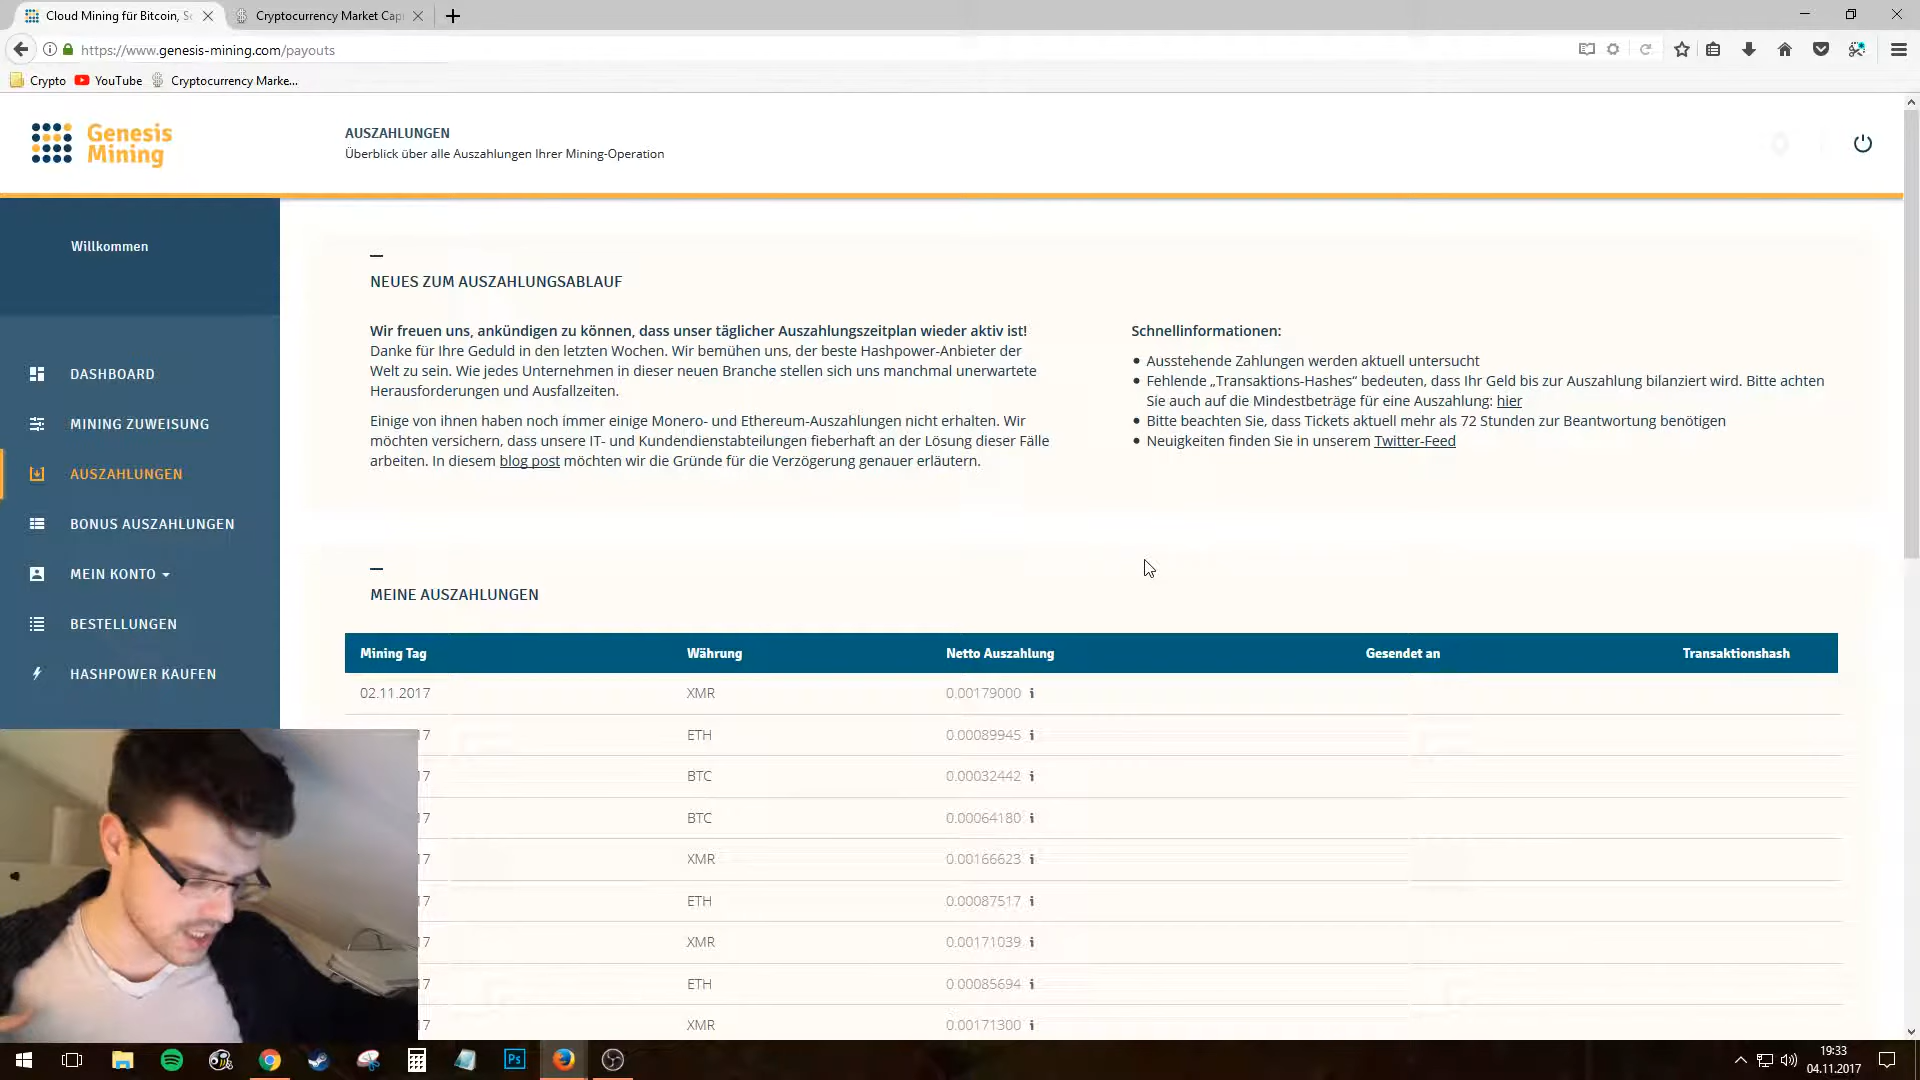 Cloud Mining für Bitcoin, Sc
Cryptocurrency Market Cap
https://www.genesis-mining.com/payouts
Crypto
YouTube
Cryptocurrency Marke...
Genesis
Mining
AUSZAHLUNGEN
Überblick über alle Auszahlungen Ihrer Mining-Operation
Willkommen
DASHBOARD
MINING ZUWEISUNG
AUSZAHLUNGEN
BONUS AUSZAHLUNGEN
MEIN KONTO
BESTELLUNGEN
HASHPOWER KAUFEN
NEUES ZUM AUSZAHLUNGSABLAUF
Wir freuen uns, ankündigen zu können, dass unser täglicher Auszahlungszeitplan wieder aktiv ist!
Danke für Ihre Geduld in den letzten Wochen. Wir bemühen uns, der beste Hashpower-Anbieter der
Welt zu sein. Wie jedes Unternehmen in dieser neuen Branche stellen sich uns manchmal unerwartete
Herausforderungen und Ausfallzeiten.
Einige von ihnen haben noch immer einige Monero- und Ethereum-Auszahlungen nicht erhalten. Wir
möchten versichern, dass unsere IT- und Kundendienstabteilungen fieberhaft an der Lösung dieser Fälle
arbeiten. In diesem blog post möchten wir die Gründe für die Verzögerung genauer erläutern.
Schnellinformationen:
Ausstehende Zahlungen werden aktuell untersucht
Fehlende „Transaktions-Hashes“ bedeuten, dass Ihr Geld bis zur Auszahlung bilanziert wird. Bitte achten
Sie auch auf die Mindestbeträge für eine Auszahlung: hier
Bitte beachten Sie, dass Tickets aktuell mehr als 72 Stunden zur Beantwortung benötigen
Neuigkeiten finden Sie in unserem Twitter-Feed
MEINE AUSZAHLUNGEN
Mining Tag Währung Netto Auszahlung Gesendet an Transaktionshash
02.11.2017 XMR 0.00179000 i
17 ETH 0.00089945 i
17 BTC 0.00032442 i
17 BTC 0.00064180 i
17 XMR 0.00166623 i
17 ETH 0.00087517 i
17 XMR 0.00171039 i
17 ETH 0.00085694 i
17 XMR 0.00171300 i
Ps
19:33
04.11.2017